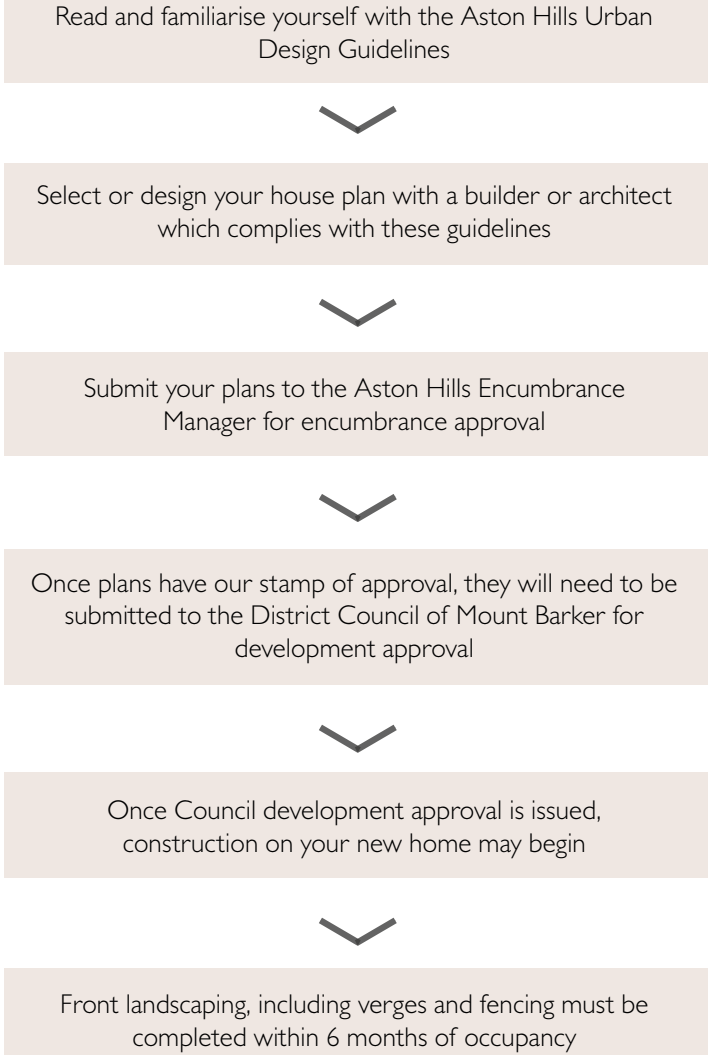 Read and familiarise yourself with the Aston Hills Urban
Design Guidelines
Select or design your house plan with a builder or architect
which complies with these guidelines
Submit your plans to the Aston Hills Encumbrance
Manager for encumbrance approval
Once plans have our stamp of approval, they will need to be
submitted to the District Council of Mount Barker for
development approval
Once Council development approval is issued,
construction on your new home may begin
Front landscaping, including verges and fencing must be
completed within 6 months of occupancy